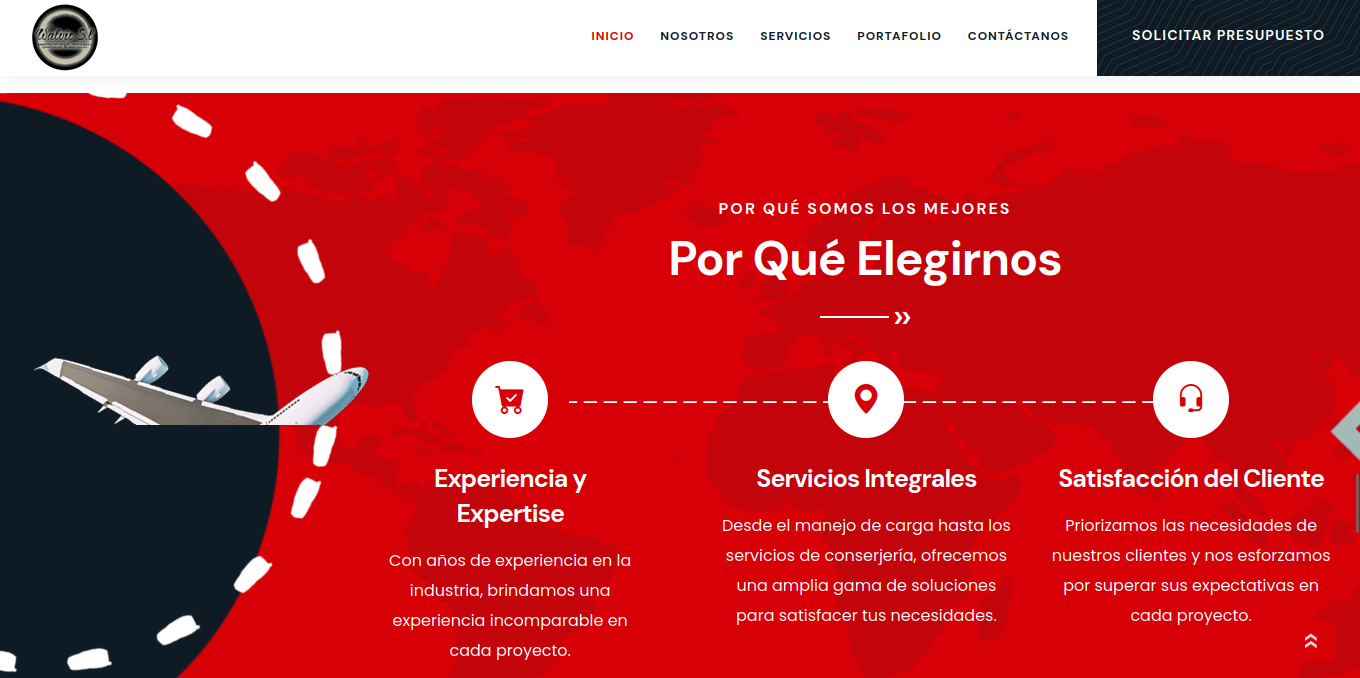 Walvic S.L
INICIO NOSOTROS SERVICIOS PORTAFOLIO CONTÁCTANOS SOLICITAR PRESUPUESTO
POR QUÉ SOMOS LOS MEJORES
Por Qué Elegirnos
Experiencia y
Expertise
Con años de experiencia en la
industria, brindamos una
experiencia incomparable en
cada proyecto.
Servicios Integrales
Desde el manejo de carga hasta los
servicios de conserjería, ofrecemos
una amplia gama de soluciones
para satisfacer tus necesidades.
Satisfacción del Cliente
Priorizamos las necesidades de
nuestros clientes y nos esforzamos
por superar sus expectativas en
cada proyecto.